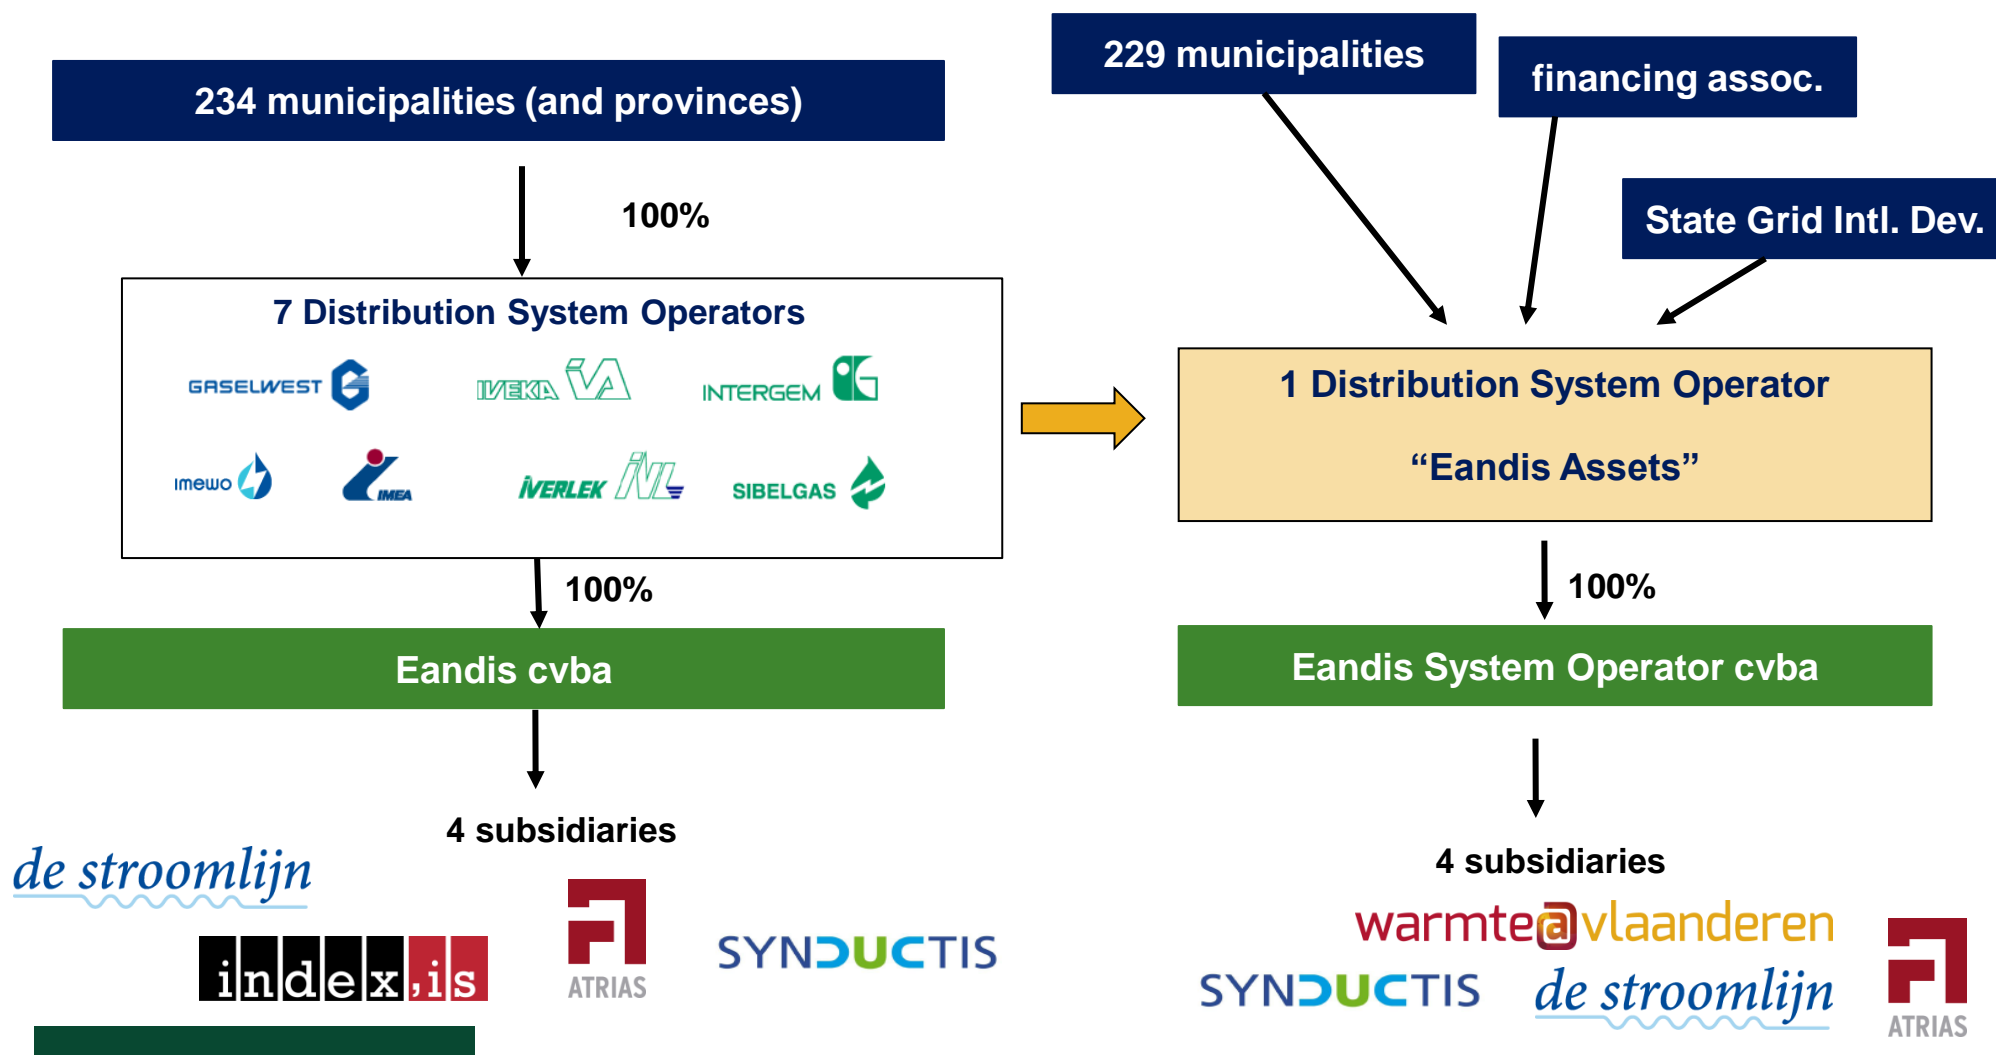 234 municipalities (and provinces)
100%
7 Distribution System Operators
GASELWEST
IVEKA
INTERGEM
imewo
IMEA
IVERLEK
SIBELGAS
100%
Eandis cvba
4 subsidiaries
de stroomlijn
index,is
ATRIAS
SYNDUCTIS
229 municipalities
financing assoc.
State Grid Intl. Dev.
1 Distribution System Operator
“Eandis Assets”
100%
Eandis System Operator cvba
4 subsidiaries
warmte@vlaanderen
SYNDUCTIS
de stroomlijn
ATRIAS